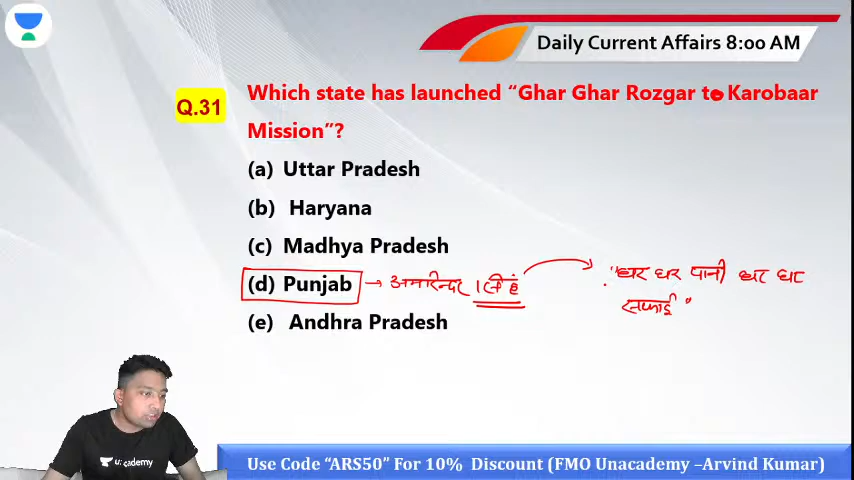 Daily Current Affairs 8:00 AM
Q.31
Which state has launched “Ghar Ghar Rozgar to Karobaar
Mission”?
(a) Uttar Pradesh
(b) Haryana
(c) Madhya Pradesh
(d) Punjab → अमरिन्दर सिंह
"घर घर पानी घर घर
सफाई"
(e) Andhra Pradesh
unacademy
Use Code “ARS50” For 10% Discount (FMO Unacademy –Arvind Kumar)